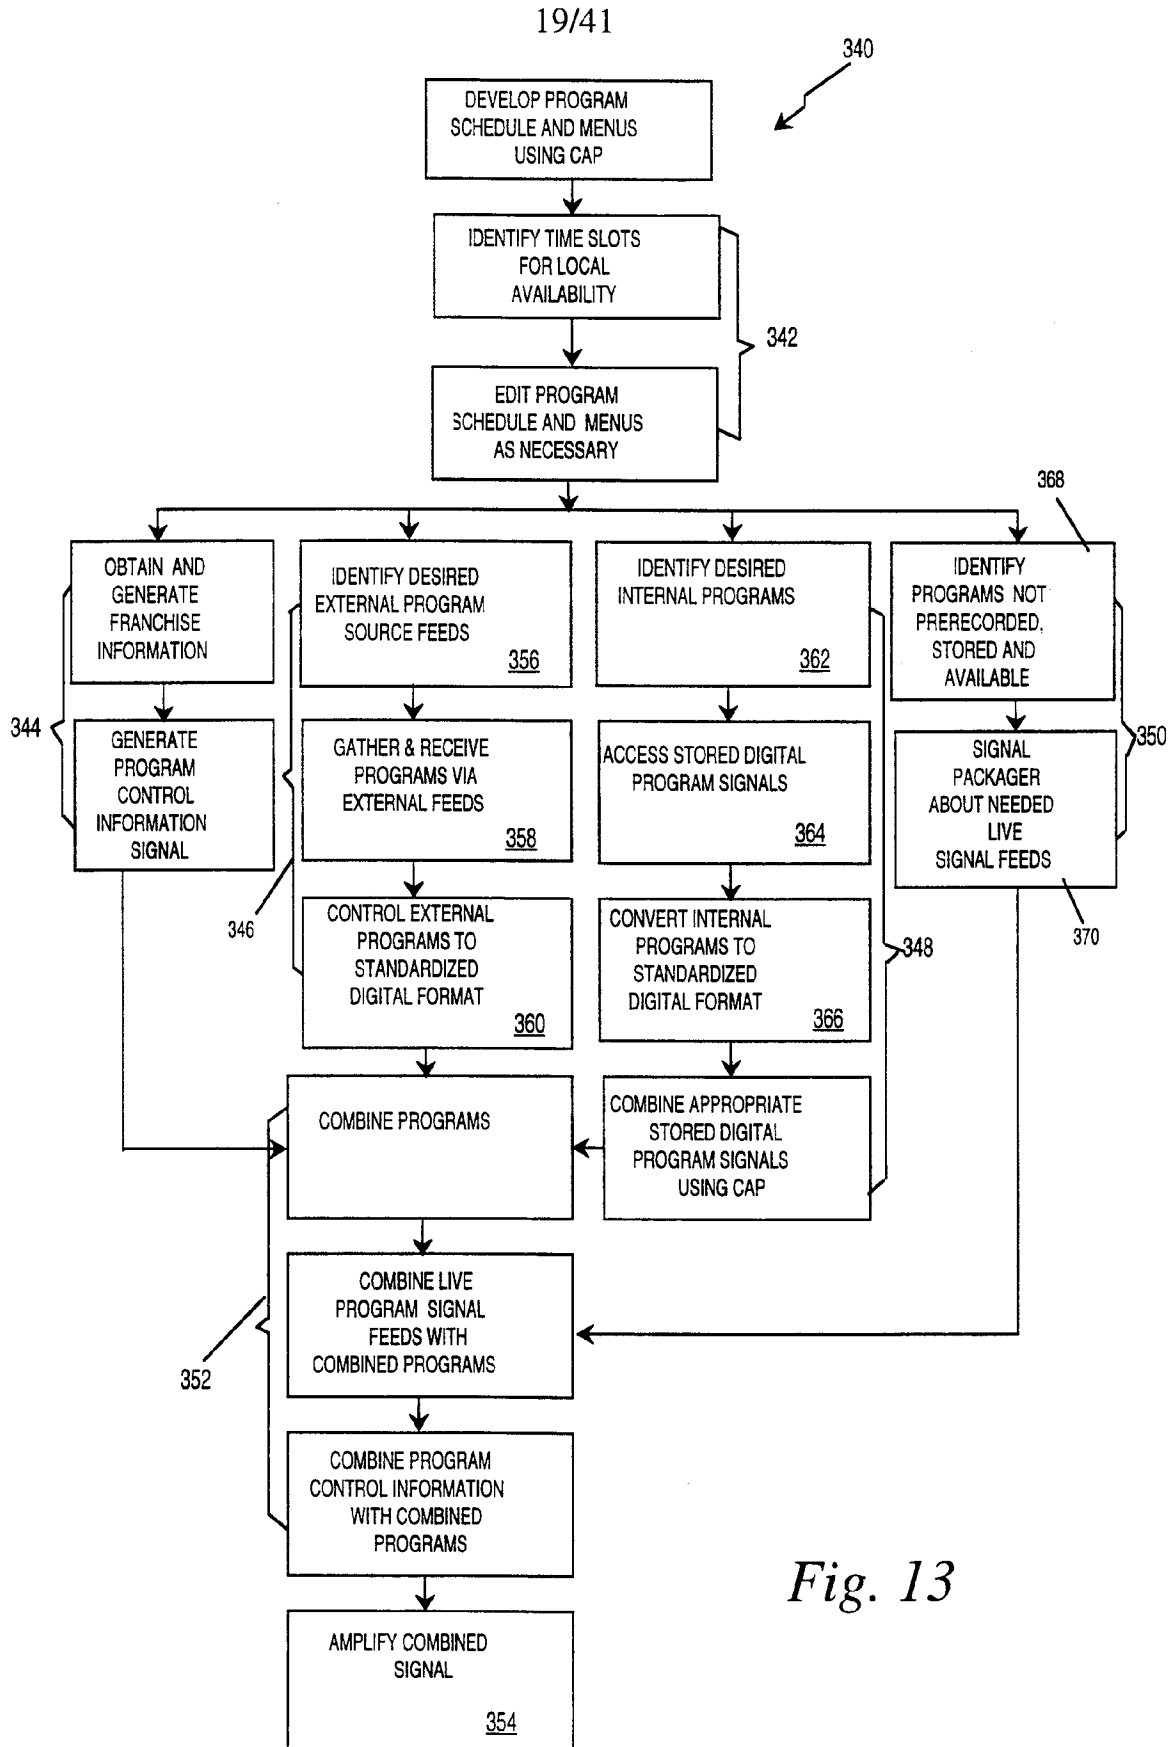 19/41
340
DEVELOP PROGRAM
SCHEDULE AND MENUS
USING CAP
IDENTIFY TIME SLOTS
FOR LOCAL
AVAILABILITY
342
EDIT PROGRAM
SCHEDULE AND MENUS
AS NECESSARY
368
OBTAIN AND
GENERATE
FRANCHISE
INFORMATION
IDENTIFY DESIRED
EXTERNAL PROGRAM
SOURCE FEEDS
356
IDENTIFY DESIRED
INTERNAL PROGRAMS
362
IDENTIFY
PROGRAMS NOT
PRERECORDED,
STORED AND
AVAILABLE
344
350
GENERATE
PROGRAM
CONTROL
INFORMATION
SIGNAL
GATHER & RECEIVE
PROGRAMS VIA
EXTERNAL FEEDS
358
ACCESS STORED DIGITAL
PROGRAM SIGNALS
364
SIGNAL
PACKAGER
ABOUT NEEDED
LIVE
SIGNAL FEEDS
346
370
CONTROL EXTERNAL
PROGRAMS TO
STANDARDIZED
DIGITAL FORMAT
360
CONVERT INTERNAL
PROGRAMS TO
STANDARDIZED
DIGITAL FORMAT
366
348
COMBINE PROGRAMS
COMBINE APPROPRIATE
STORED DIGITAL
PROGRAM SIGNALS
USING CAP
COMBINE LIVE
PROGRAM SIGNAL
FEEDS WITH
COMBINED PROGRAMS
352
COMBINE PROGRAM
CONTROL INFORMATION
WITH COMBINED
PROGRAMS
AMPLIFY COMBINED
SIGNAL
354
Fig. 13